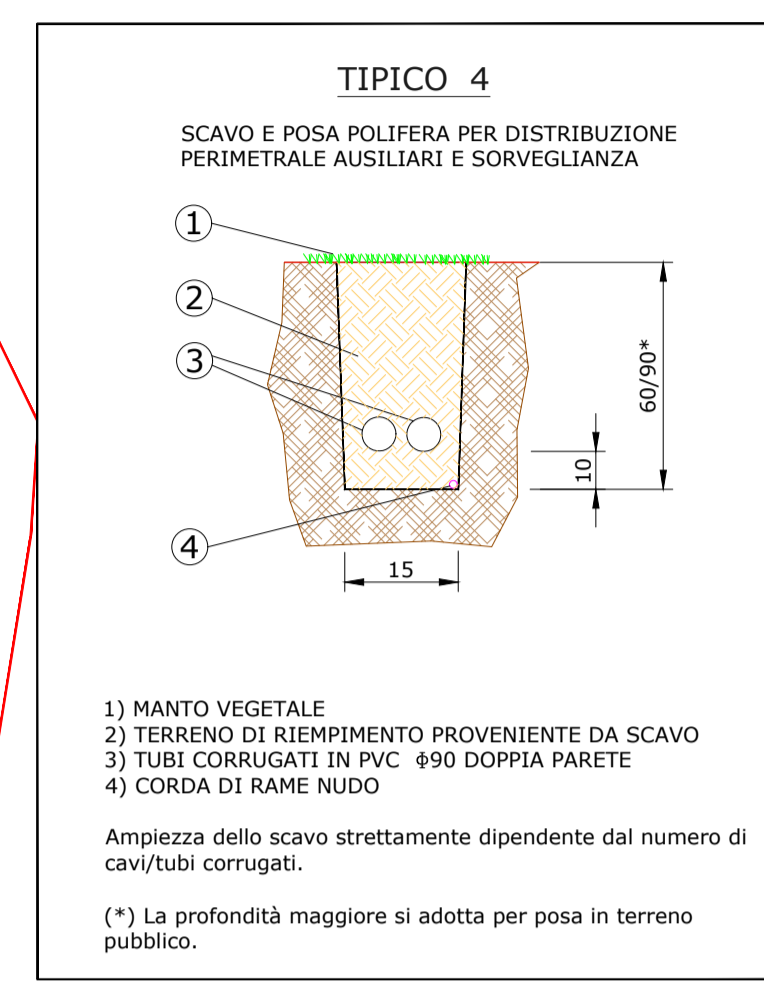 TIPICO 4
SCAVO E POSA POLIFERA PER DISTRIBUZIONE
PERIMETRALE AUSILIARI E SORVEGLIANZA
1
2
3
4
60/90*
10
15
1) MANTO VEGETALE
2) TERRENO DI RIEMPIMENTO PROVENIENTE DA SCAVO
3) TUBI CORRUGATI IN PVC ф90 DOPPIA PARETE
4) CORDA DI RAME NUDO
Ampiezza dello scavo strettamente dipendente dal numero di
cavi/tubi corrugati.
(*) La profondità maggiore si adotta per posa in terreno
pubblico.